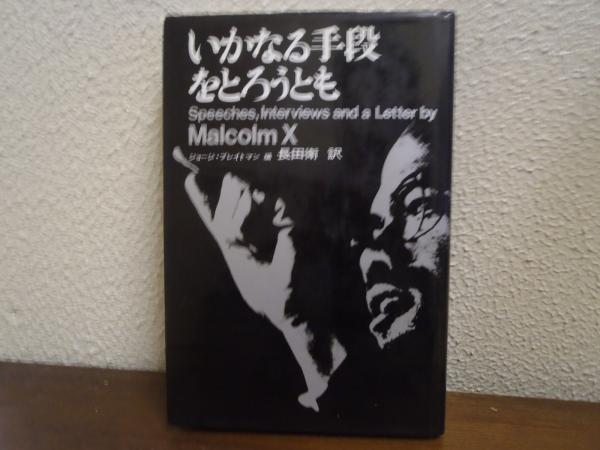 いかなる手段
をとろうとも
Speeches, Interviews and a Letter by
Malcolm X
ジョージ・ブレイトマン 編 長田衛 訳